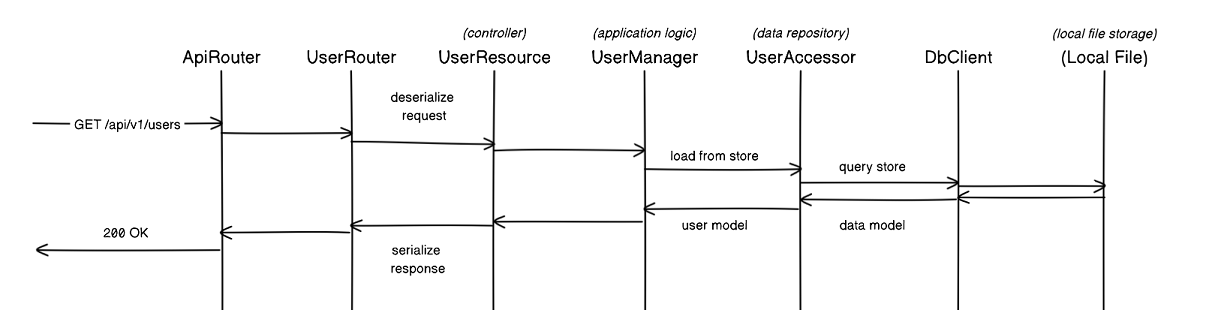 (controller)
(application logic)
(data repository)
(local file storage)
ApiRouter
UserRouter
UserResource
UserManager
UserAccessor
DbClient
(Local File)
deserialize
request
GET /api/v1/users
load from store
query store
200 OK
user model
data model
serialize
response